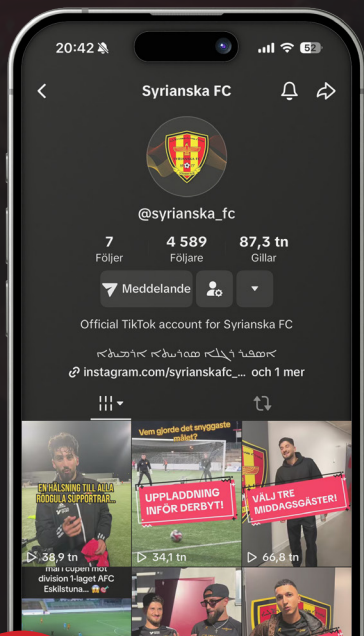 20:42
52
Syrianska FC
@syrianska_fc
7
4 589
87,3 tn
Följer
Följare
Gillar
Meddelande
Official TikTok account for Syrianska FC
instagram.com/syrianskafc_... och 1 mer
EN HÄLSNING TILL ALLA
RÖDGULA SUPPORTRAR...
38,9 tn
Vem gjorde det snyggaste
målet?
UPPLADDNING
INFÖR DERBYT!
34,1 tn
VÄLJ TRE
MIDDAGSGÄSTER!
66,8 tn
mål i cupen mot
division 1-laget AFC
Eskilstuna...